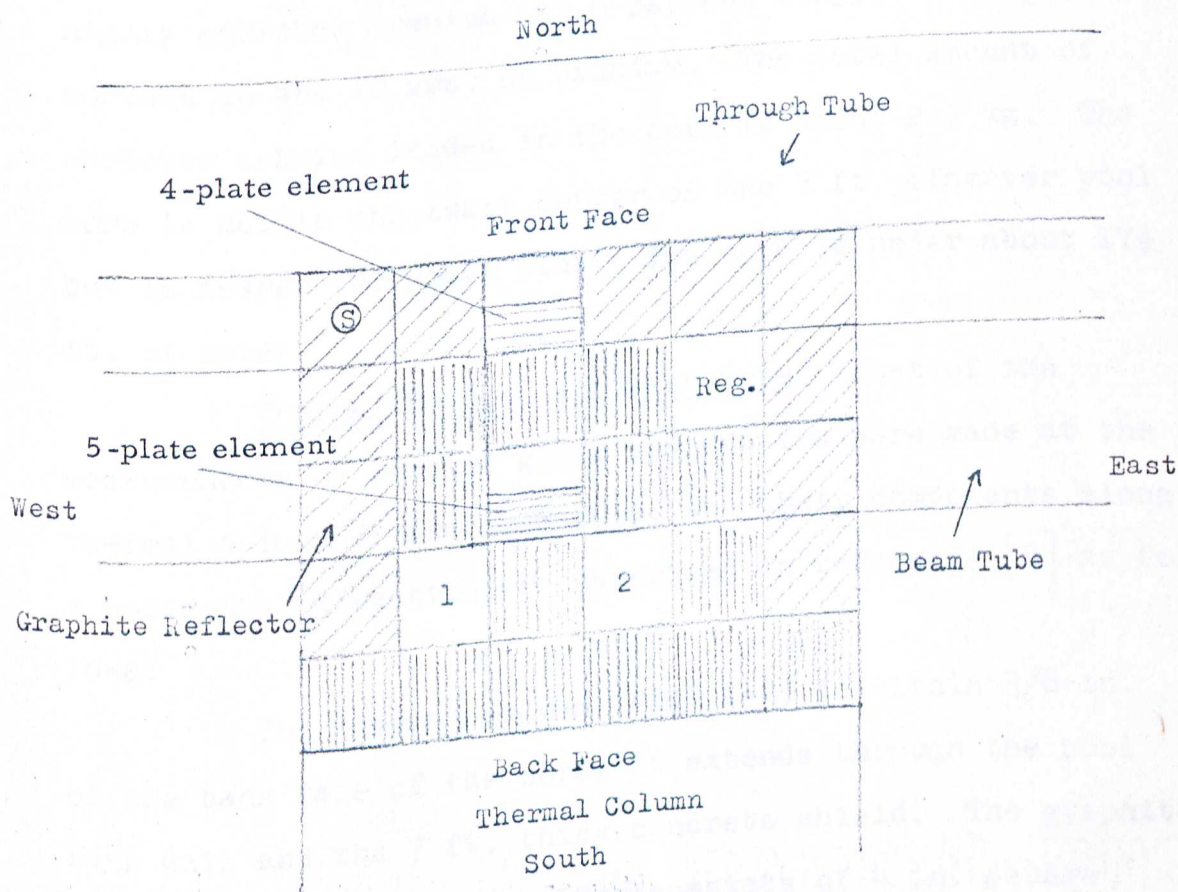 North
Through Tube
4-plate element
Front Face
S
Reg.
5-plate element
East
West
Beam Tube
1
2
Graphite Reflector
Back Face
Thermal Column
South